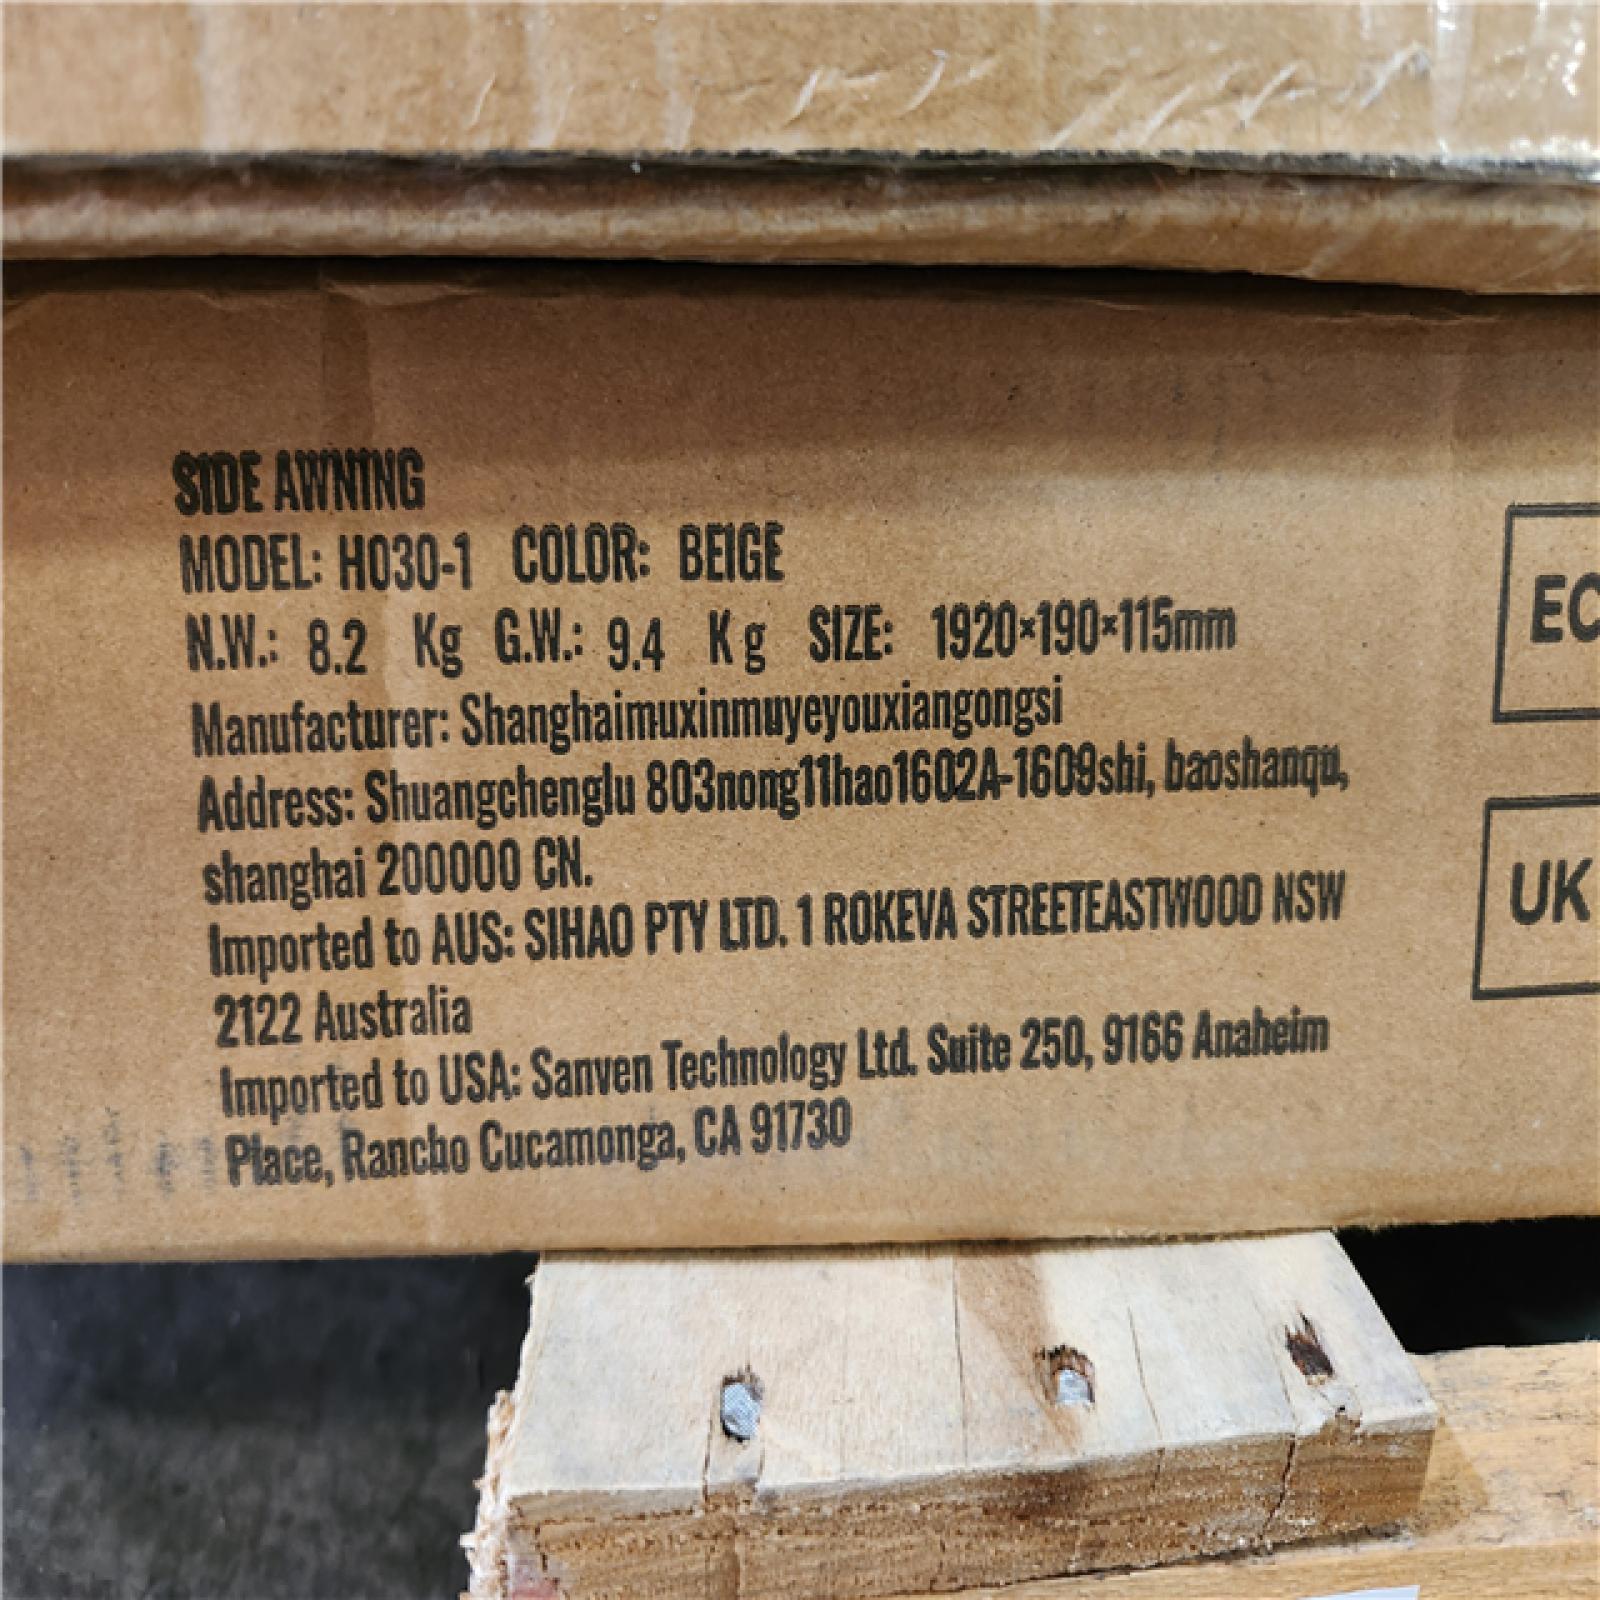 SIDE AWNING
MODEL: H030-1 COLOR: BEIGE
N.W.: 8.2 Kg G.W.: 9.4 Kg SIZE: 1920×190×115mm
Manufacturer: Shanghaimuxinmuyeyouxiangongsi
Address: Shuangchenglu 803nong11hao1602A-1609shi, baoshanqu,
shanghai 200000 CN.
Imported to AUS: SIHAO PTY LTD. 1 ROKEVA STREETEASTWOOD NSW
2122 Australia
Imported to USA: Sanven Technology Ltd. Suite 250, 9166 Anaheim
Place, Rancho Cucamonga, CA 91730
EC
UK